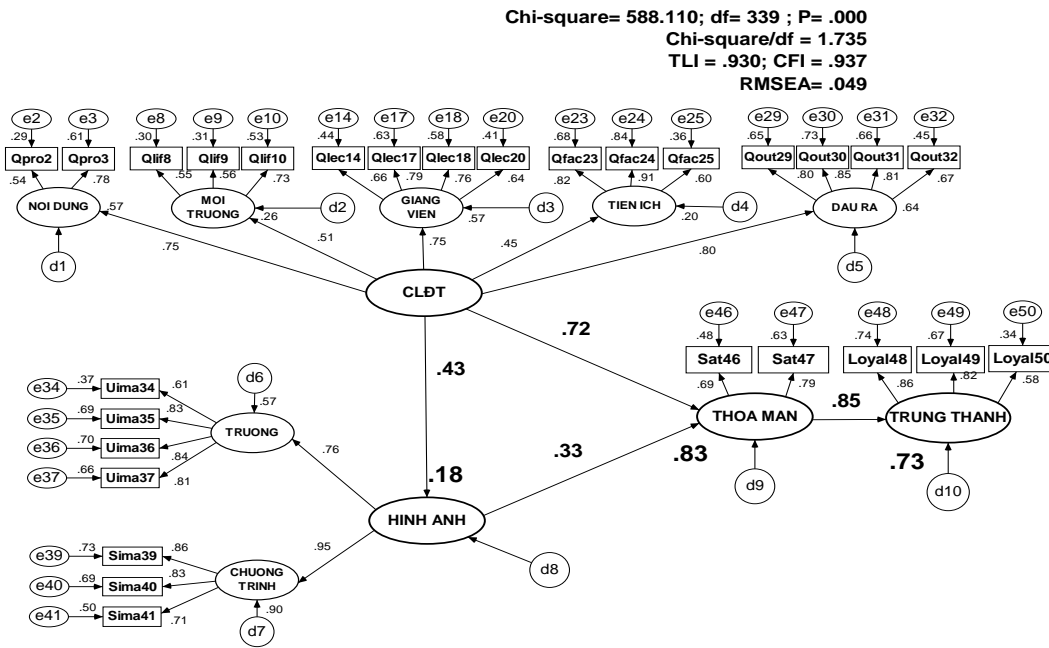 Chi-square= 588.110; df= 339 ; P= .000
Chi-square/df = 1.735
TLI = .930; CFI = .937
RMSEA= .049
e2 e3 e8 e9 e10 e14 e17 e18 e20 e23 e24 e25 e29 e30 e31 e32
.29 .61 .30 .31 .53 .44 .63 .58 .41 .68 .84 .36 .65 .73 .66 .45
Qpro2 Qpro3 Qlif8 Qlif9 Qlif10 Qlec14 Qlec17 Qlec18 Qlec20 Qfac23 Qfac24 Qfac25 Qout29 Qout30 Qout31 Qout32
.54 .78 .55 .56 .73 .66 .79 .76 .64 .82 .91 .60 .80 .85 .81 .67
NOI DUNG .57
MOI
TRUONG
.26 d2
GIANG
VIEN
.57 d3
TIEN ICH
.20 d4
DAU RA .64
d1 .75 .51 .75 .45 .80 d5
CLĐT
e46 e47 e48 e49 e50
.48 .63 .74 .67 .34
Sat46 Sat47 Loyal48 Loyal49 Loyal50
.69 .79 .86 .82 .58
.72
.43
THOA MAN .85 TRUNG THANH
.83 .73
d9 d10
.33
.18
HINH ANH
d8
d6
.57
e34 .37 Uima34 .61
e35 .69 Uima35 .83
e36 .70 Uima36 .84
e37 .66 Uima37 .81
TRUONG
.76
e39 .73 Sima39 .86
e40 .69 Sima40 .83
e41 .50 Sima41 .71
CHUONG
TRINH
.95
.90
d7